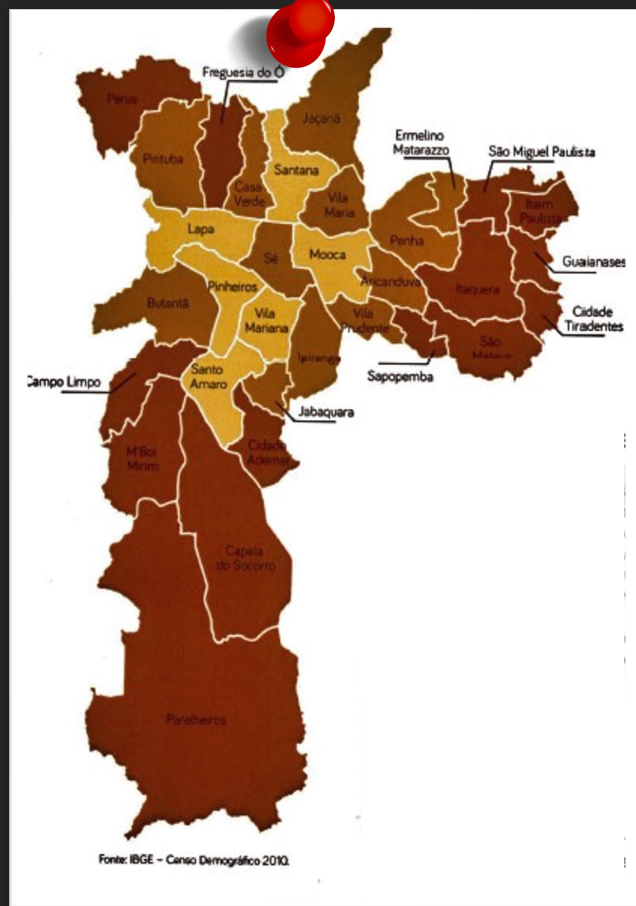 Freguesia do Ó
Perus
Jaçanã
Ermelino
Matarazzo
São Miguel Paulista
Pirituba
Santana
Casa
Verde
Vila
Maria
Itaim
Paulista
Lapa
Sé
Mooca
Penha
Guaianases
Pinheiros
Aricanduva
Itaquera
Butantã
Vila
Mariana
Vila
Prudente
Cidade
Tiradentes
Ipiranga
São
Mateus
Santo
Amaro
Sapopemba
Campo Limpo
Jabaquara
M'Boi
Mirim
Cidade
Ademar
Capela
do Socorro
Parelheiros
Fonte: IBGE – Censo Demográfico 2010.